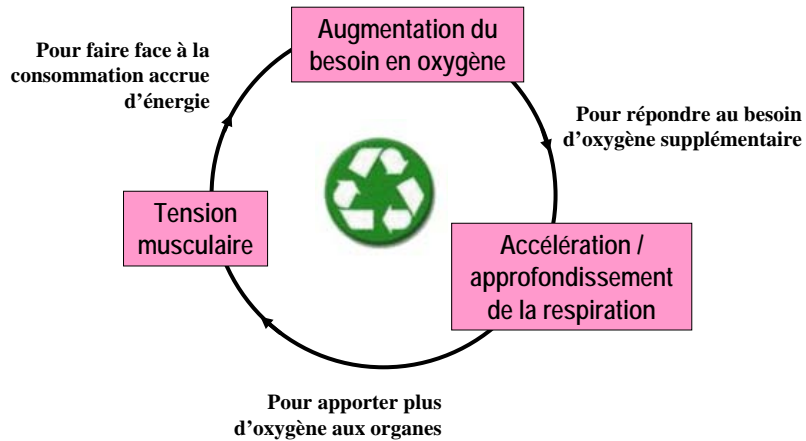 Augmentation du
besoin en oxygène
Pour faire face à la
consommation accrue
d’énergie
Pour répondre au besoin
d’oxygène supplémentaire
Tension
musculaire
Accélération /
approfondissement
de la respiration
Pour apporter plus
d’oxygène aux organes